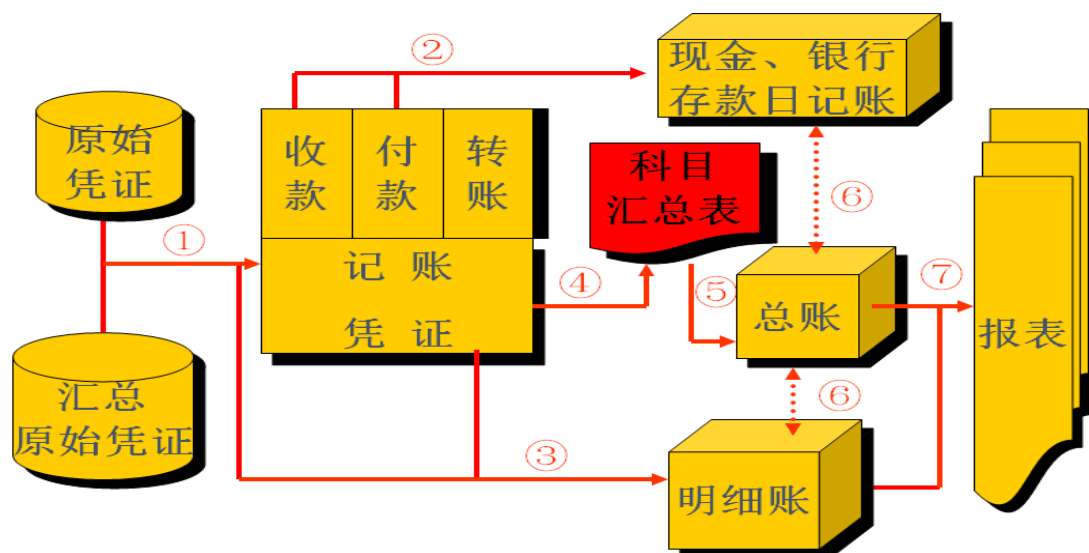 ②
现金、银行
存款日记账
原始
凭证
收
款
付
款
转
账
科目
汇总表
⑥
①
记 账
凭 证
④
⑤
总账
⑦
报表
汇总
原始凭证
⑥
③
明细账